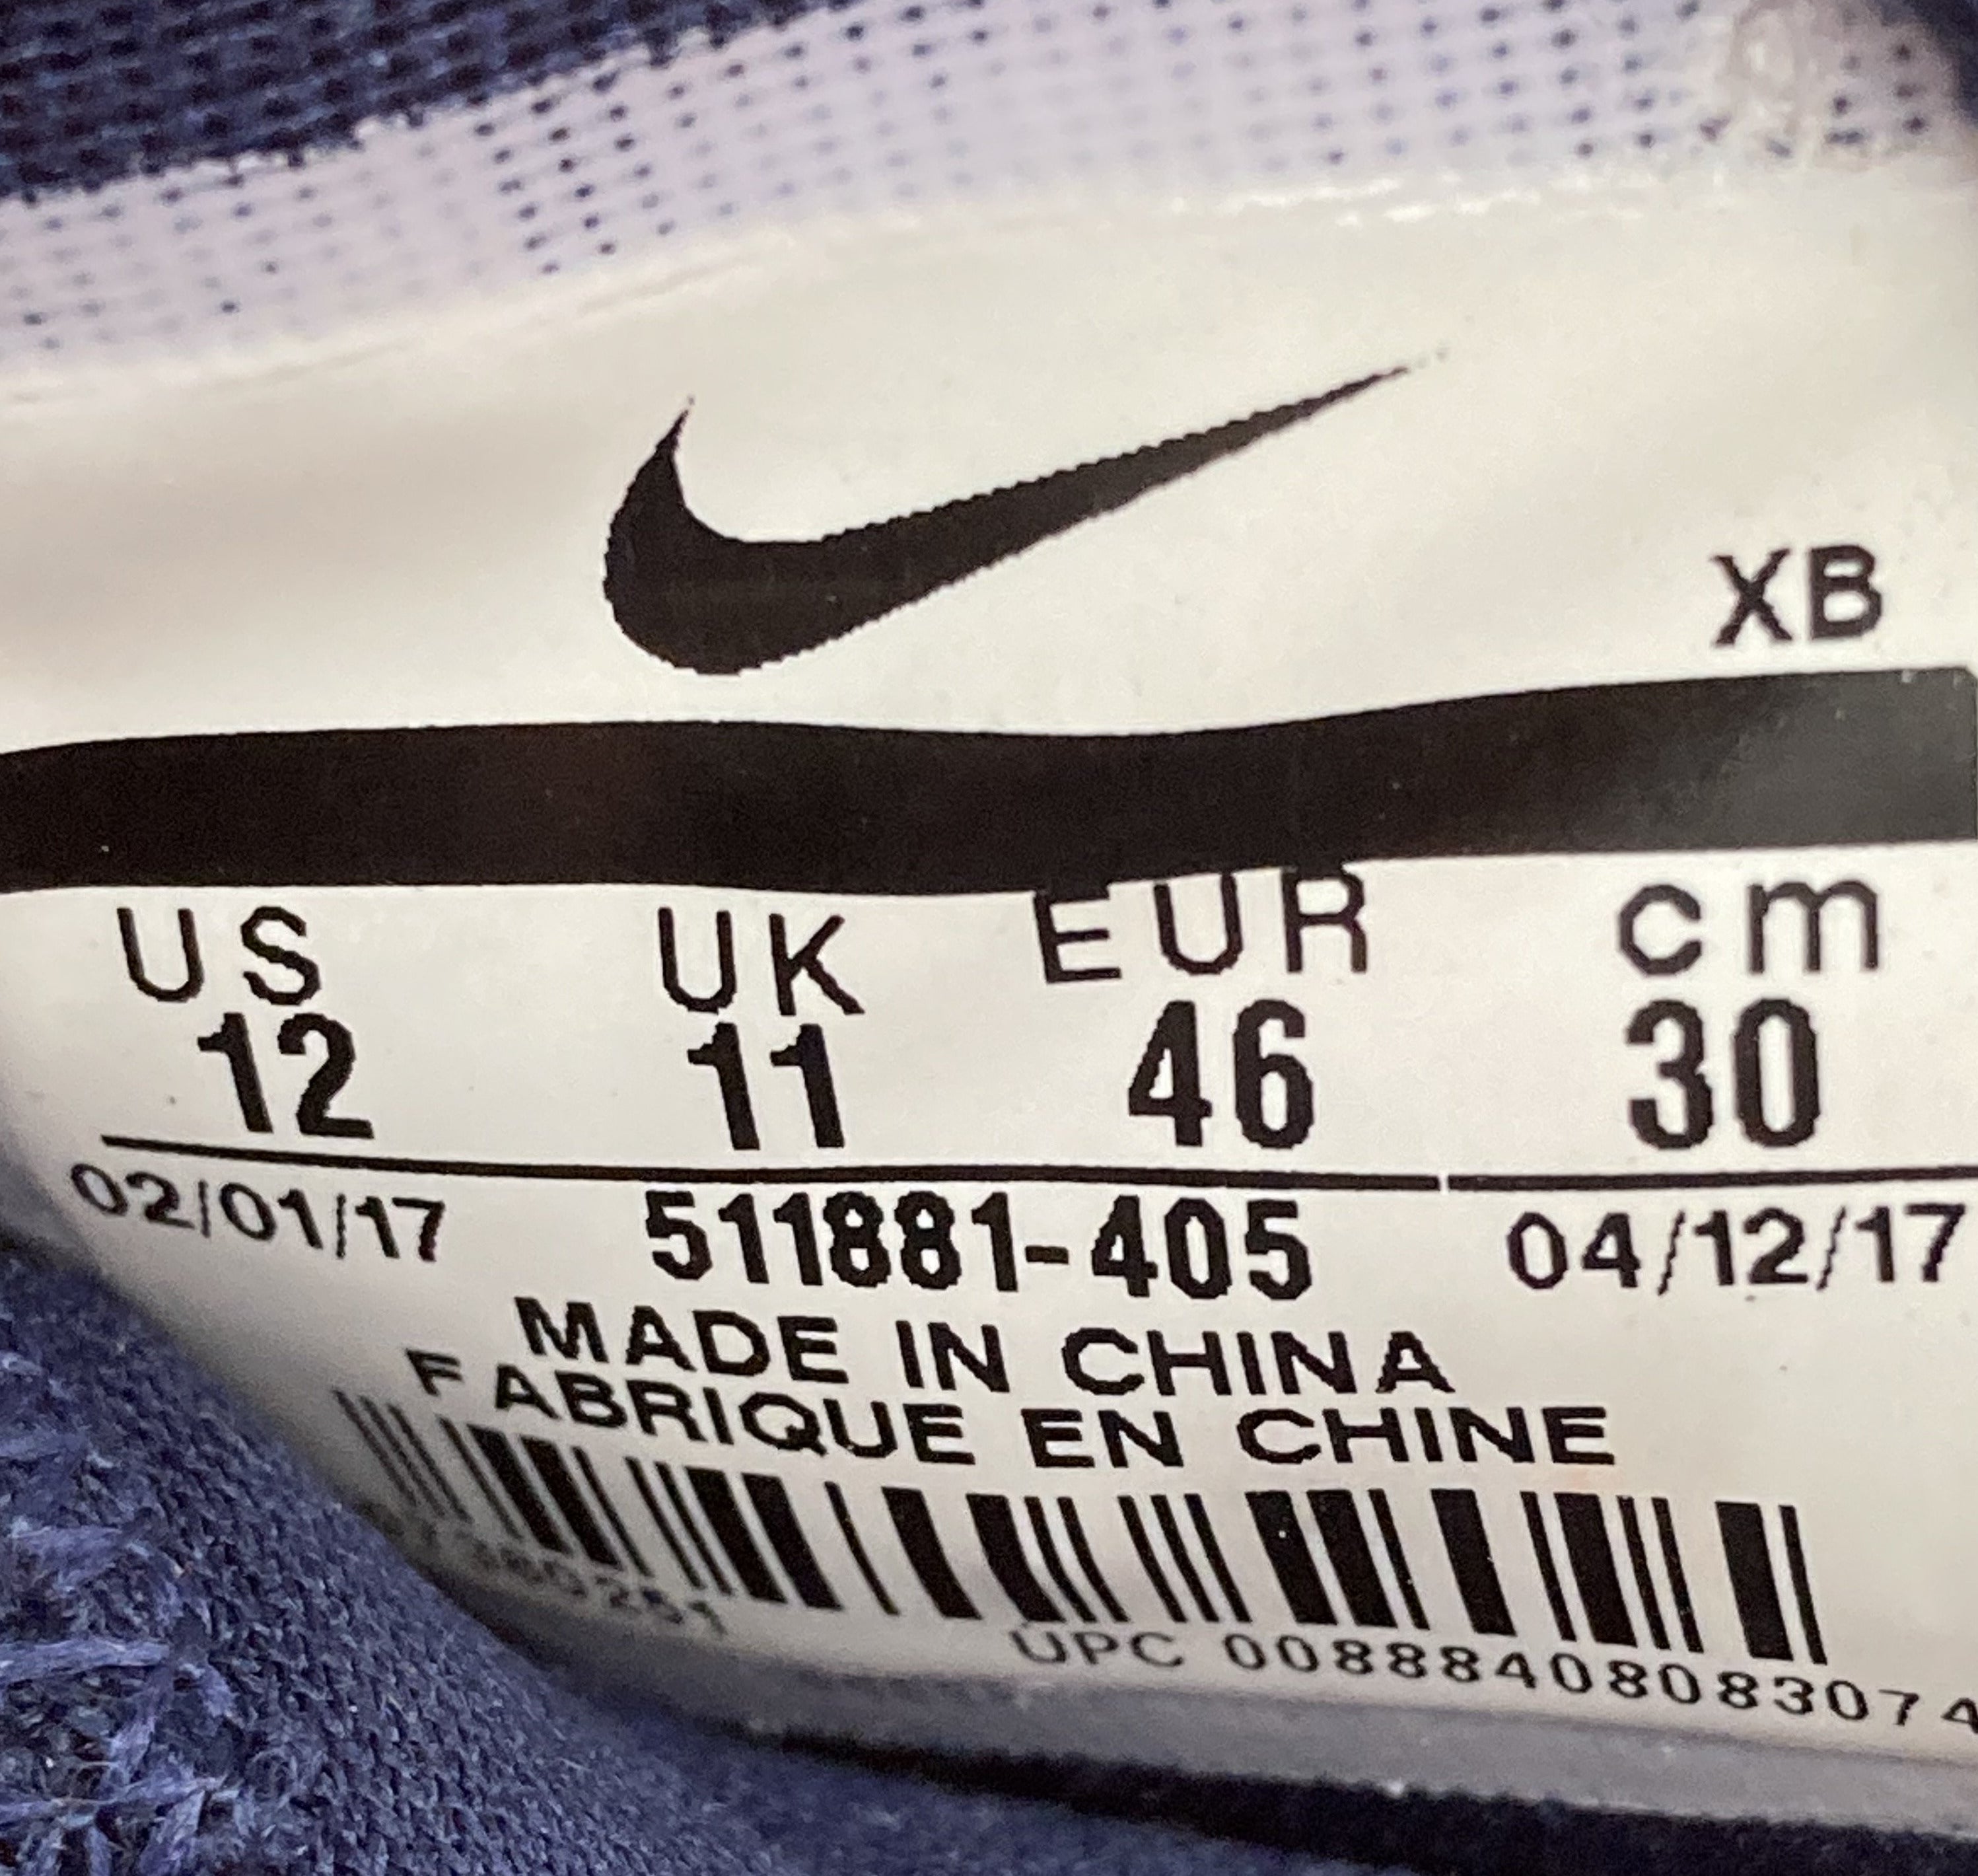 XB
US UK EUR cm
12 11 46 30
02/01/17 511881-405 04/12/17
MADE IN CHINA
FABRIQUE EN CHINE
UPC 00888408083074